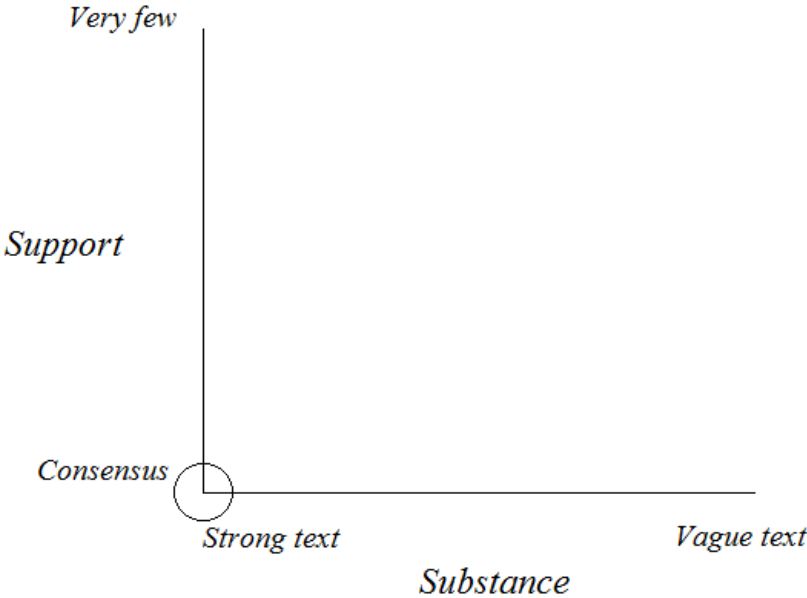 Very few
Support
Consensus
Strong text
Vague text
Substance